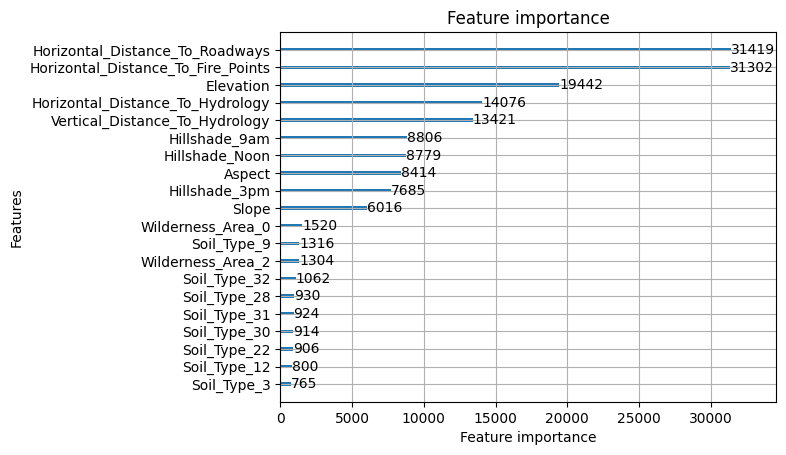 Feature importance
Horizontal_Distance_To_Roadways 31419
Horizontal_Distance_To_Fire_Points 31302
Elevation 19442
Horizontal_Distance_To_Hydrology 14076
Vertical_Distance_To_Hydrology 13421
Hillshade_9am 8806
Hillshade_Noon 8779
Aspect 8414
Hillshade_3pm 7685
Slope 6016
Wilderness_Area_0 1520
Soil_Type_9 1316
Wilderness_Area_2 1304
Soil_Type_32 1062
Soil_Type_28 930
Soil_Type_31 924
Soil_Type_30 914
Soil_Type_22 906
Soil_Type_12 800
Soil_Type_3 765
Features
0 5000 10000 15000 20000 25000 30000
Feature importance